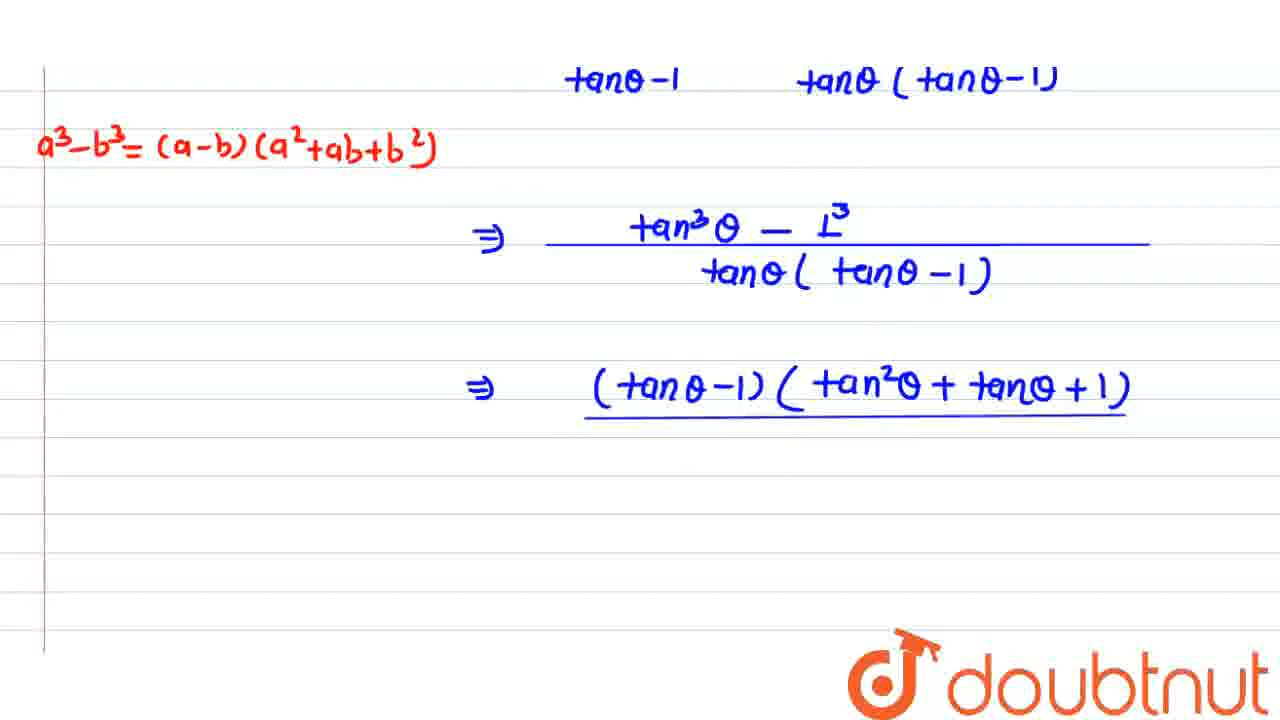 tanθ-1 tanθ(tanθ-1)
a³-b³=(a-b)(a²+ab+b²)
⇒ tan³θ - 1³
tanθ(tanθ-1)
⇒ (tanθ-1)(tan²θ+tanθ+1)
doubtnut